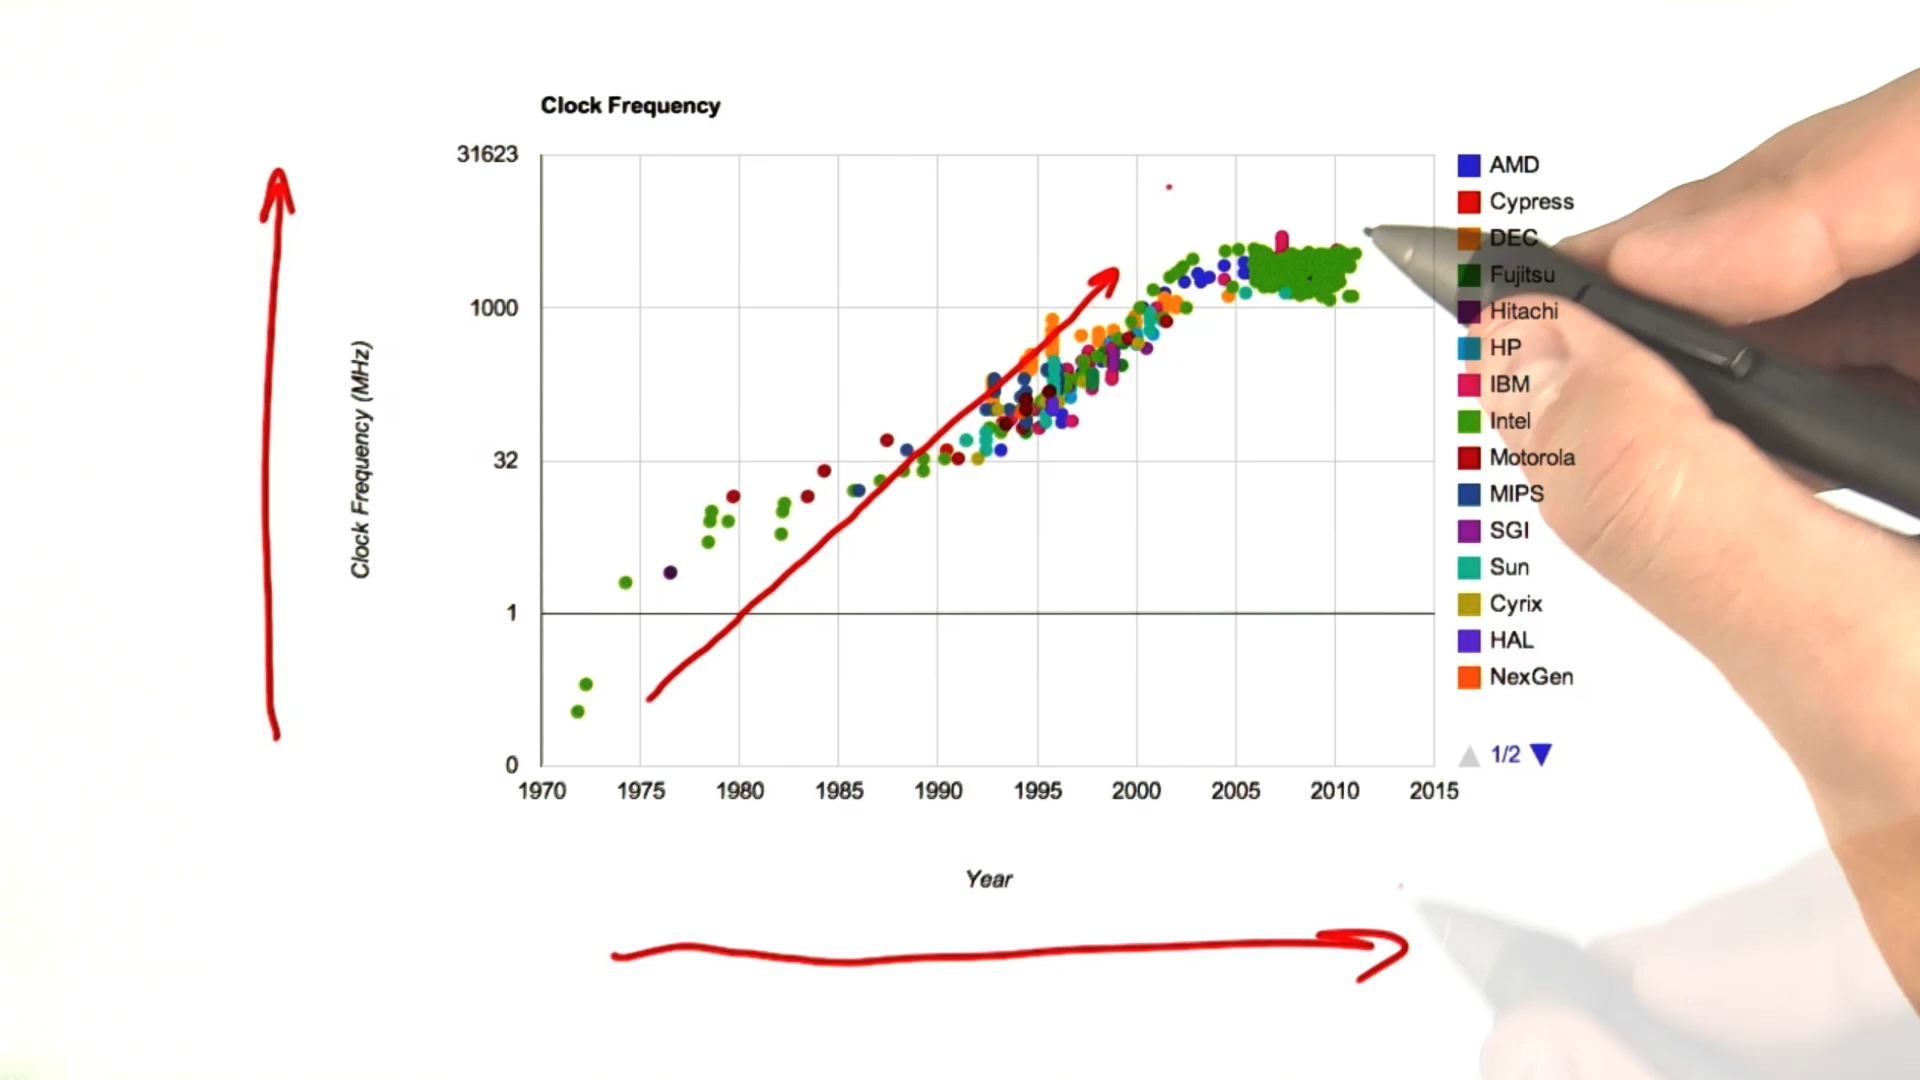 Clock Frequency
31623
1000
32
1
0
Clock Frequency (MHz)
1970 1975 1980 1985 1990 1995 2000 2005 2010 2015
Year
AMD
Cypress
DEC
Fujitsu
Hitachi
HP
IBM
Intel
Motorola
MIPS
SGI
Sun
Cyrix
HAL
NexGen
1/2